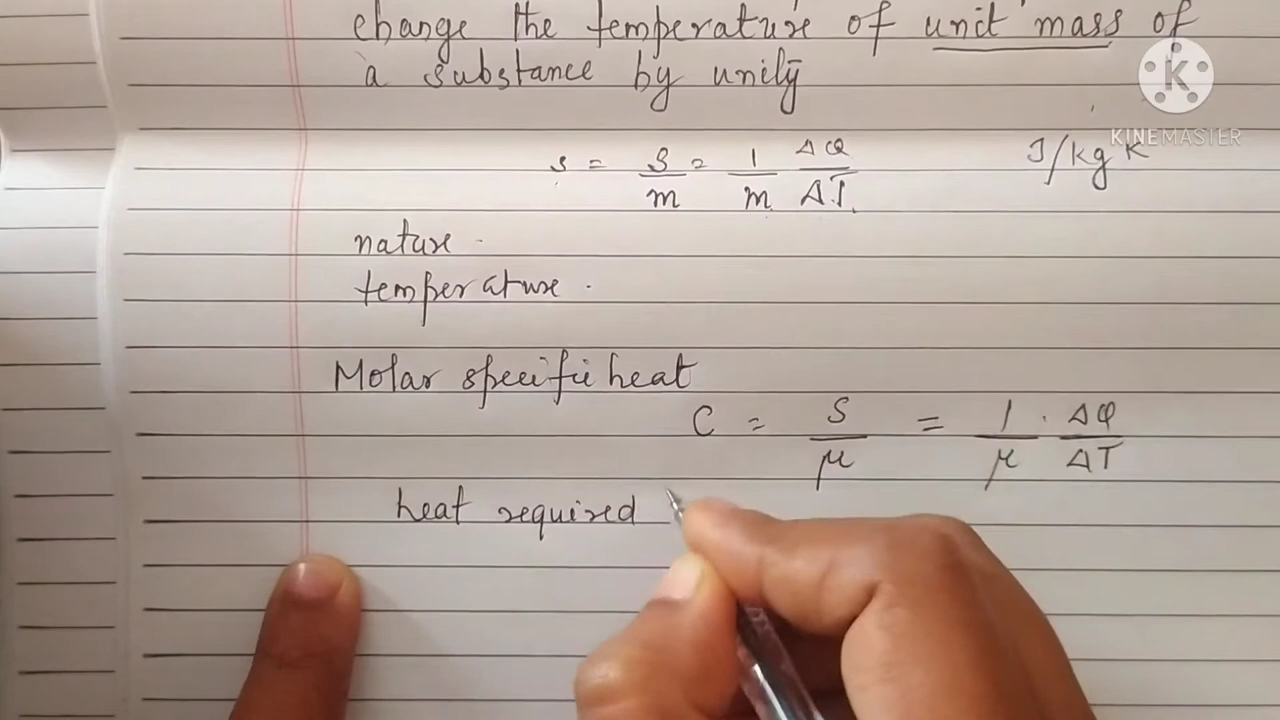 change the temperature of unit mass of
a substance by unity
K
KINEMASTER
s = S/m = 1/m ΔQ/ΔT
J/kg K
nature.
temperature.
Molar specific heat
C = S/μ = 1/μ · ΔQ/ΔT
heat required